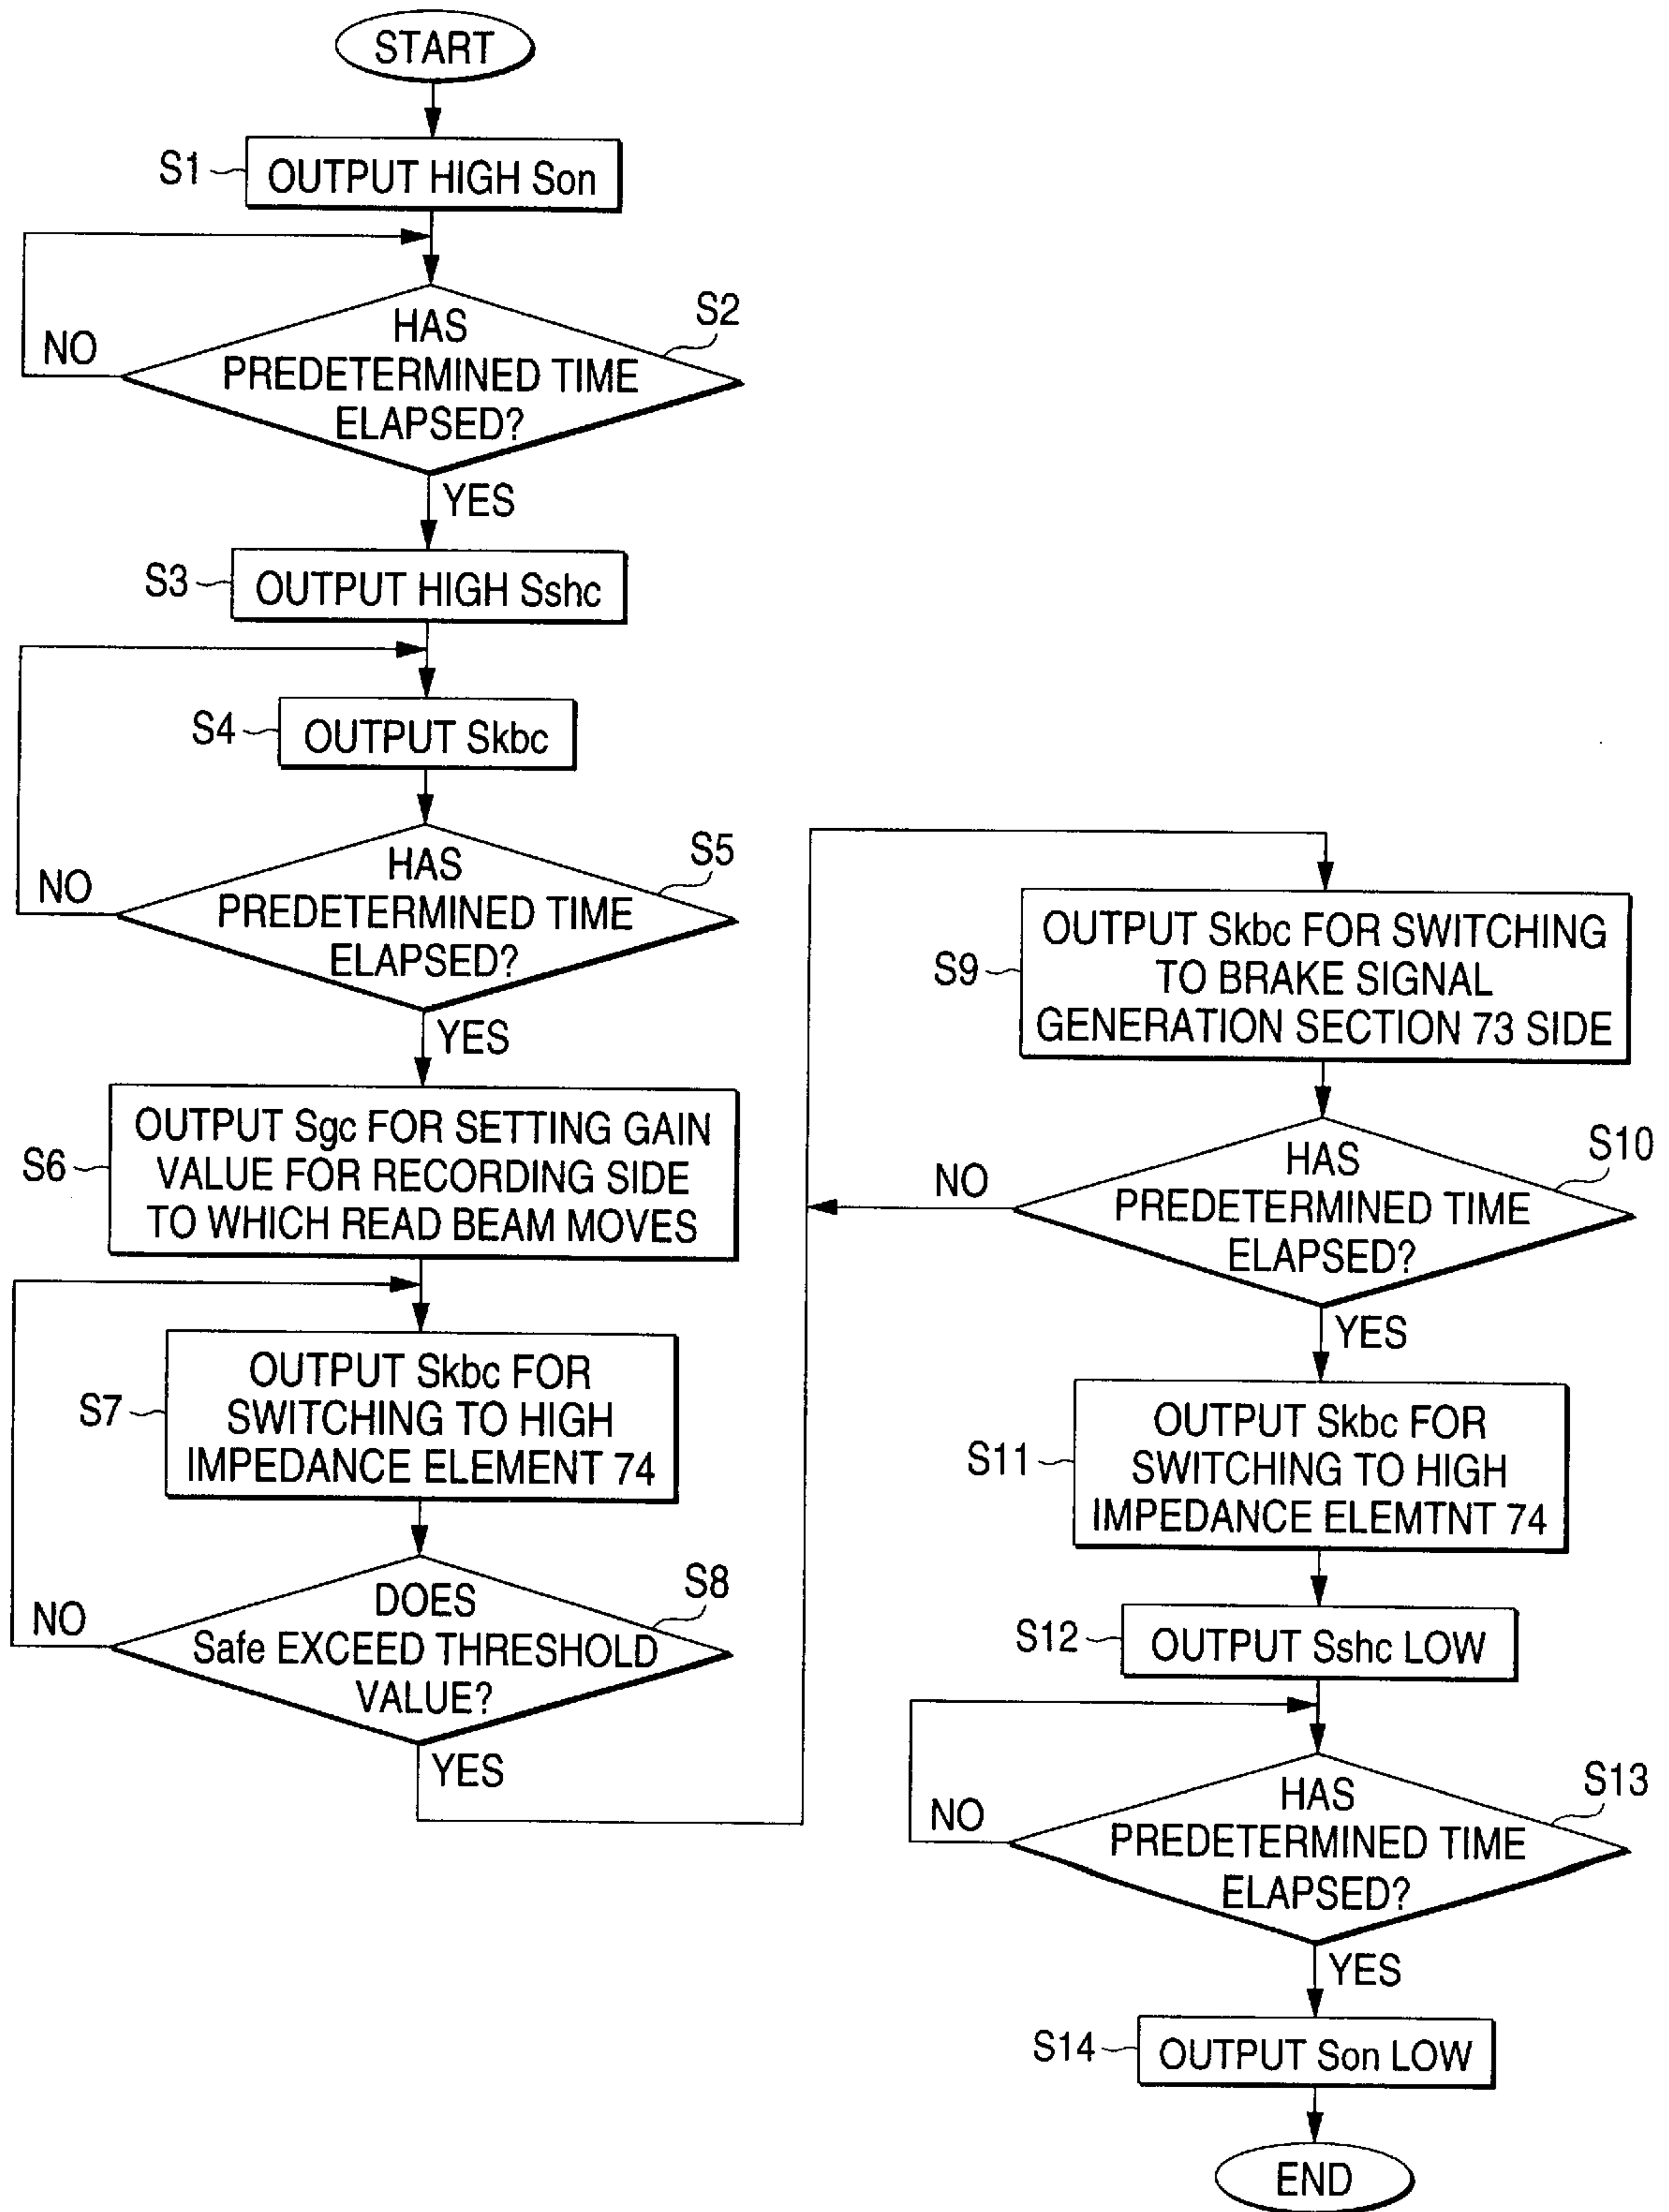 START
S1
OUTPUT HIGH Son
S2
HAS
PREDETERMINED TIME
ELAPSED?
NO
YES
S3
OUTPUT HIGH Sshc
S4
OUTPUT Skbc
S5
HAS
PREDETERMINED TIME
ELAPSED?
NO
YES
S6
OUTPUT Sgc FOR SETTING GAIN
VALUE FOR RECORDING SIDE
TO WHICH READ BEAM MOVES
S7
OUTPUT Skbc FOR
SWITCHING TO HIGH
IMPEDANCE ELEMENT 74
S8
DOES
Safe EXCEED THRESHOLD
VALUE?
NO
YES
S9
OUTPUT Skbc FOR SWITCHING
TO BRAKE SIGNAL
GENERATION SECTION 73 SIDE
S10
HAS
PREDETERMINED TIME
ELAPSED?
NO
YES
S11
OUTPUT Skbc FOR
SWITCHING TO HIGH
IMPEDANCE ELEMTNT 74
S12
OUTPUT Sshc LOW
S13
HAS
PREDETERMINED TIME
ELAPSED?
NO
YES
S14
OUTPUT Son LOW
END